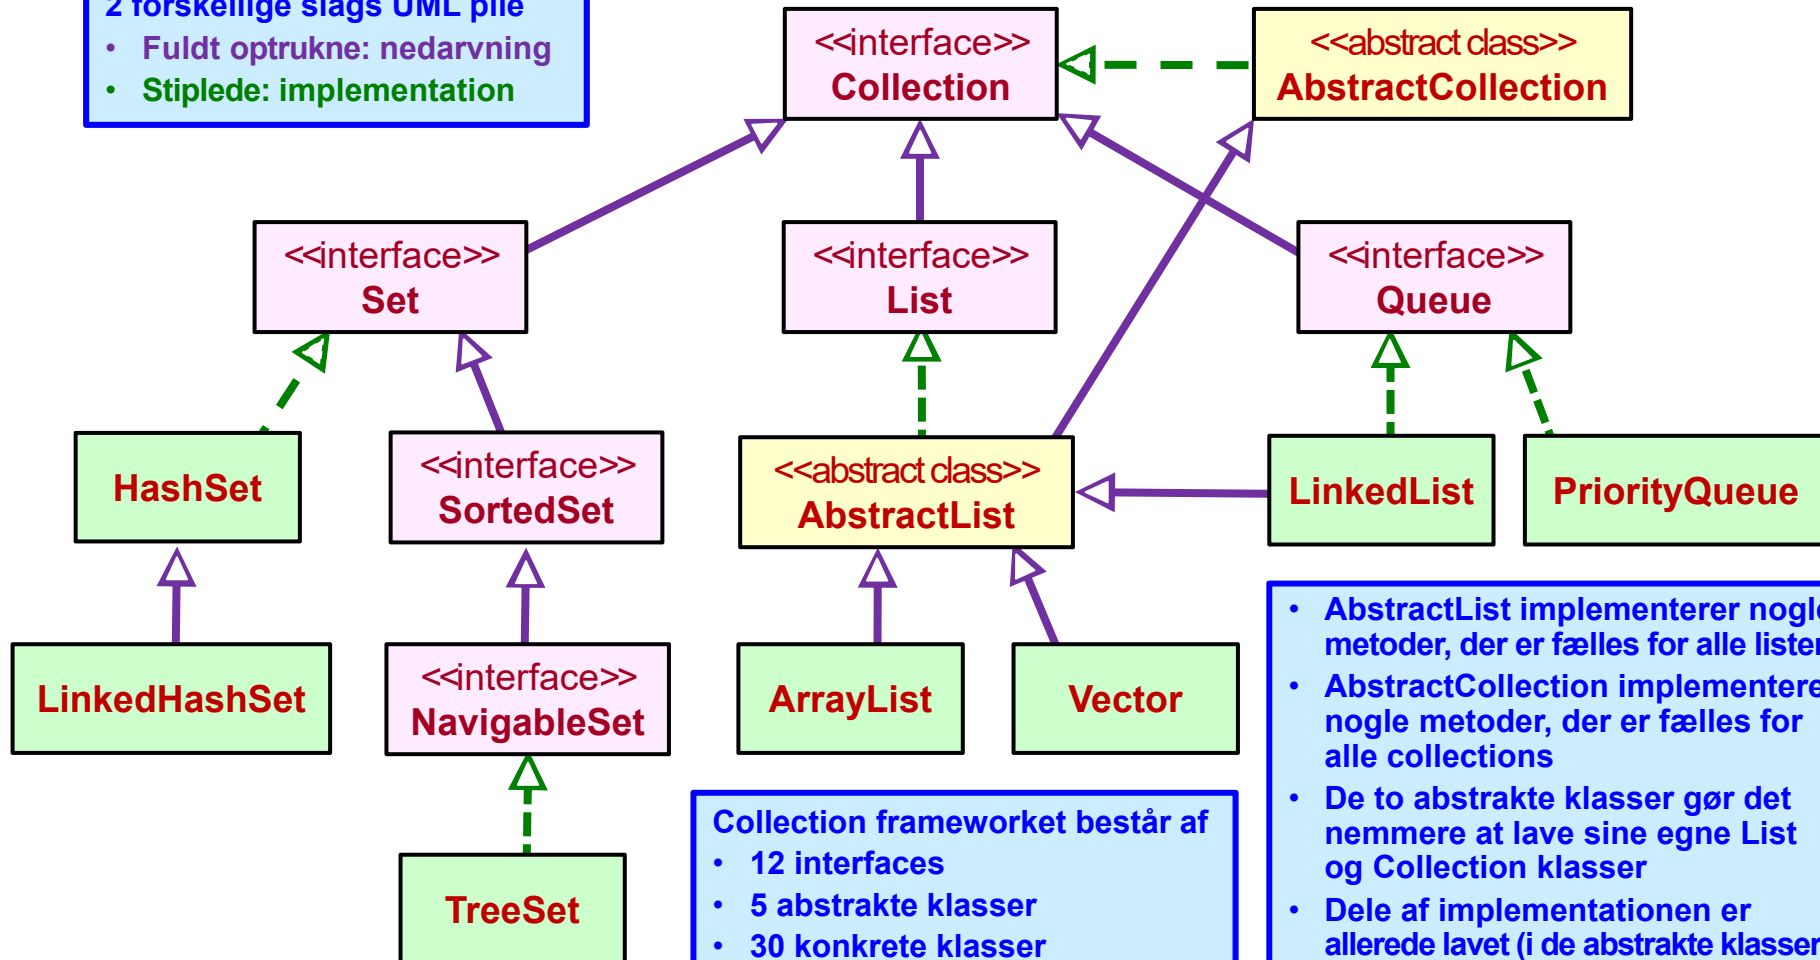 2 forskellige slags UML pile
• Fuldt optrukne: nedarvning
• Stiplede: implementation
<<interface>>
Collection
<<abstract class>>
AbstractCollection
<<interface>>
Set
<<interface>>
List
<<interface>>
Queue
HashSet
<<interface>>
SortedSet
<<abstract class>>
AbstractList
LinkedList
PriorityQueue
LinkedHashSet
<<interface>>
NavigableSet
ArrayList
Vector
• AbstractList implementerer nogle
metoder, der er fælles for alle lister
• AbstractCollection implementere
nogle metoder, der er fælles for
alle collections
• De to abstrakte klasser gør det
nemmere at lave sine egne List
og Collection klasser
• Dele af implementationen er
allerede lavet (i de abstrakte klasser
TreeSet
Collection frameworket består af
• 12 interfaces
• 5 abstrakte klasser
• 30 konkrete klasser